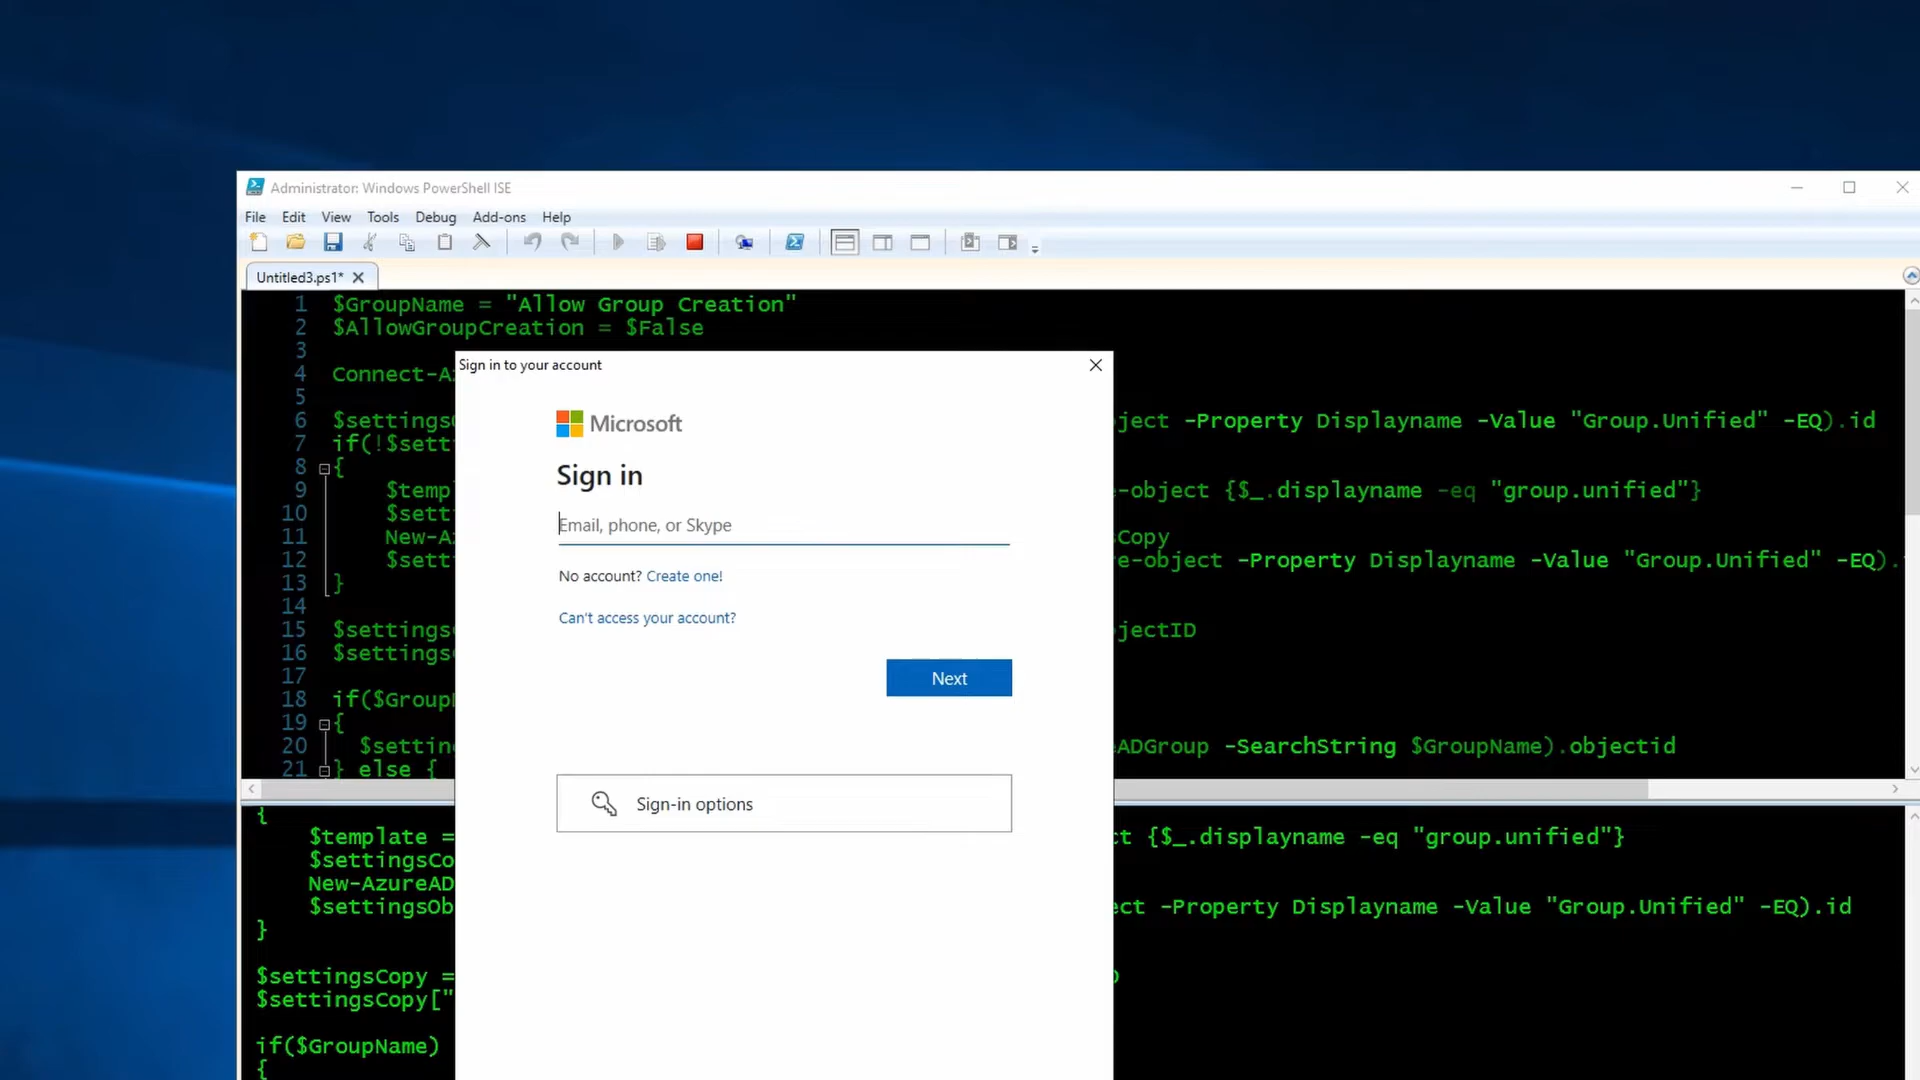 Administrator: Windows PowerShell ISE
File Edit View Tools Debug Add-ons Help
Untitled3.ps1*
1 $GroupName = "Allow Group Creation"
2 $AllowGroupCreation = $False
3
4 Connect-A
5
6 $settings bject -Property Displayname -Value "Group.Unified" -EQ).id
7 if(!$sett
8 {
9 $temp e-object {$_.displayname -eq "group.unified"}
10 $sett
11 New-Az Copy
12 $sett re-object -Property Displayname -Value "Group.Unified" -EQ).
13 }
14
15 $settings jectID
16 $settings
17
18 if($Group
19 {
20 $settin ADGroup -SearchString $GroupName).objectid
21 } else {
Sign in to your account
Microsoft
Sign in
Email, phone, or Skype
No account? Create one!
Can't access your account?
Next
Sign-in options
{
$template = ct {$_.displayname -eq "group.unified"}
$settingsCo
New-AzureAD
$settingsOb ect -Property Displayname -Value "Group.Unified" -EQ).id
}
$settingsCopy =
$settingsCopy["
if($GroupName)
{